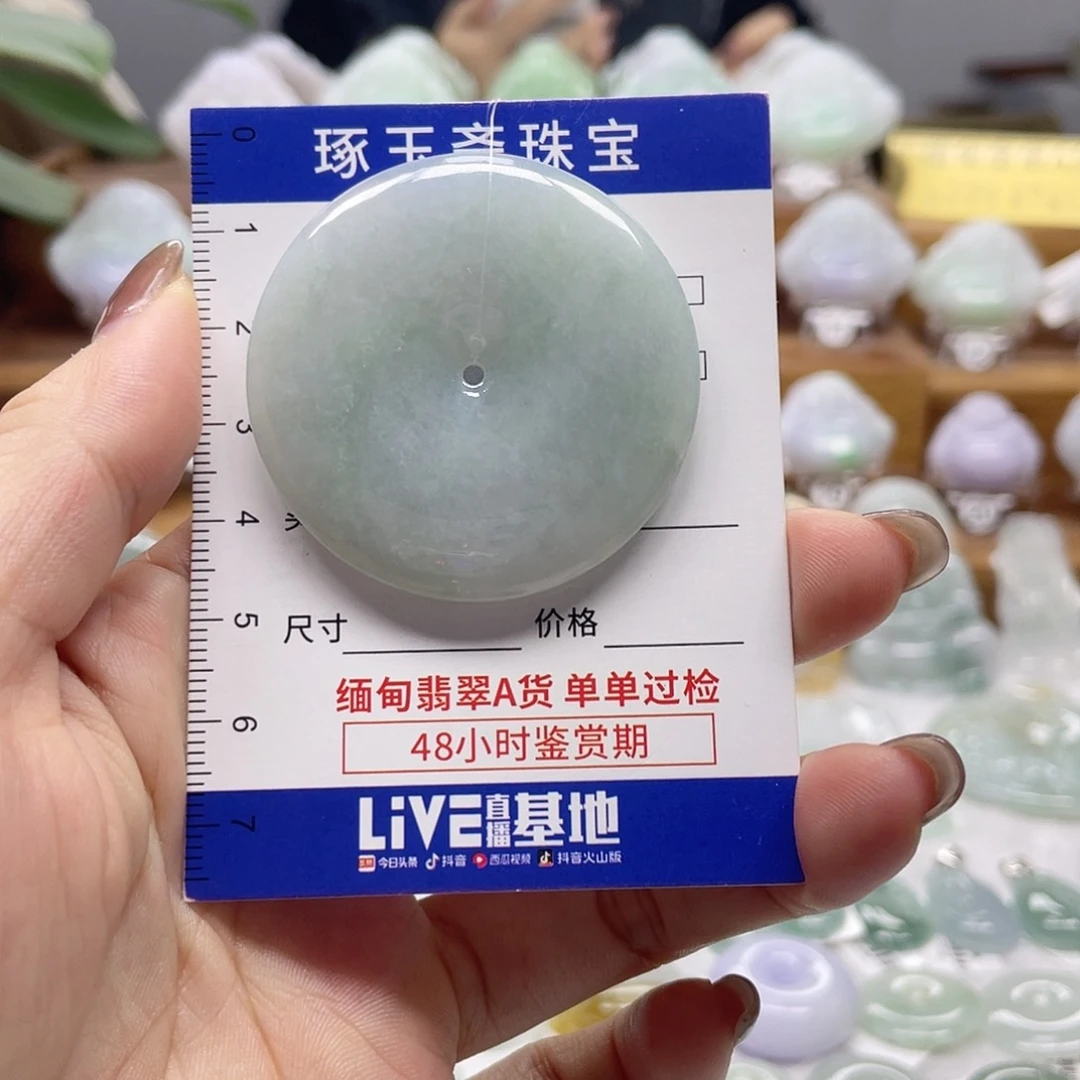 琢玉斋珠宝
0
1
2
3
4
5
6
7
尺寸 价格
缅甸翡翠A货 单单过检
48小时鉴赏期
LiVE直播基地
今日头条 抖音 西瓜视频 抖音火山版